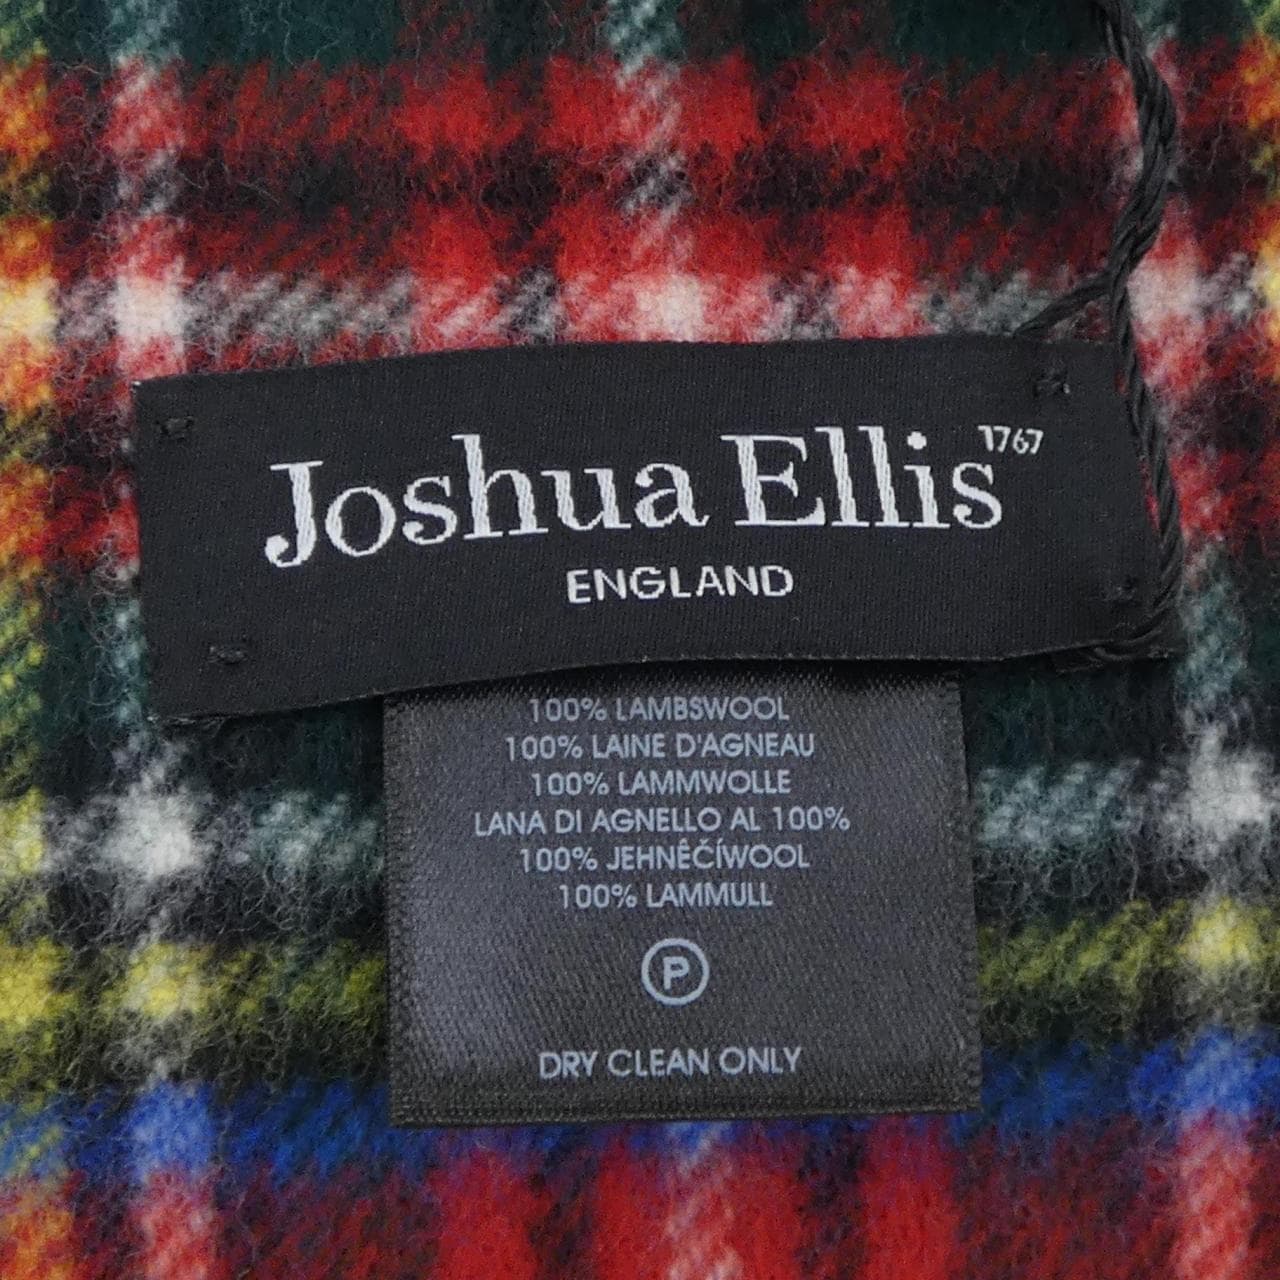 Joshua Ellis 1767
ENGLAND
100% LAMBSWOOL
100% LAINE D'AGNEAU
100% LAMMWOLLE
LANA DI AGNELLO AL 100%
100% JEHNÊČÍWOOL
100% LAMMULL
P
DRY CLEAN ONLY